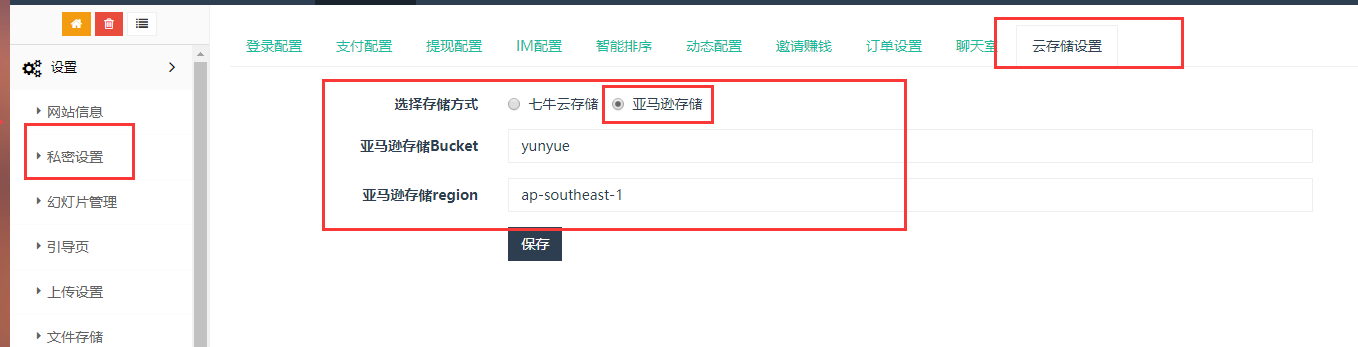 设置
网站信息
私密设置
幻灯片管理
引导页
上传设置
文件存储
登录配置 支付配置 提现配置 IM配置 智能排序 动态配置 邀请赚钱 订单设置 聊天室 云存储设置
选择存储方式 七牛云存储 亚马逊存储
亚马逊存储Bucket yunyue
亚马逊存储region ap-southeast-1
保存